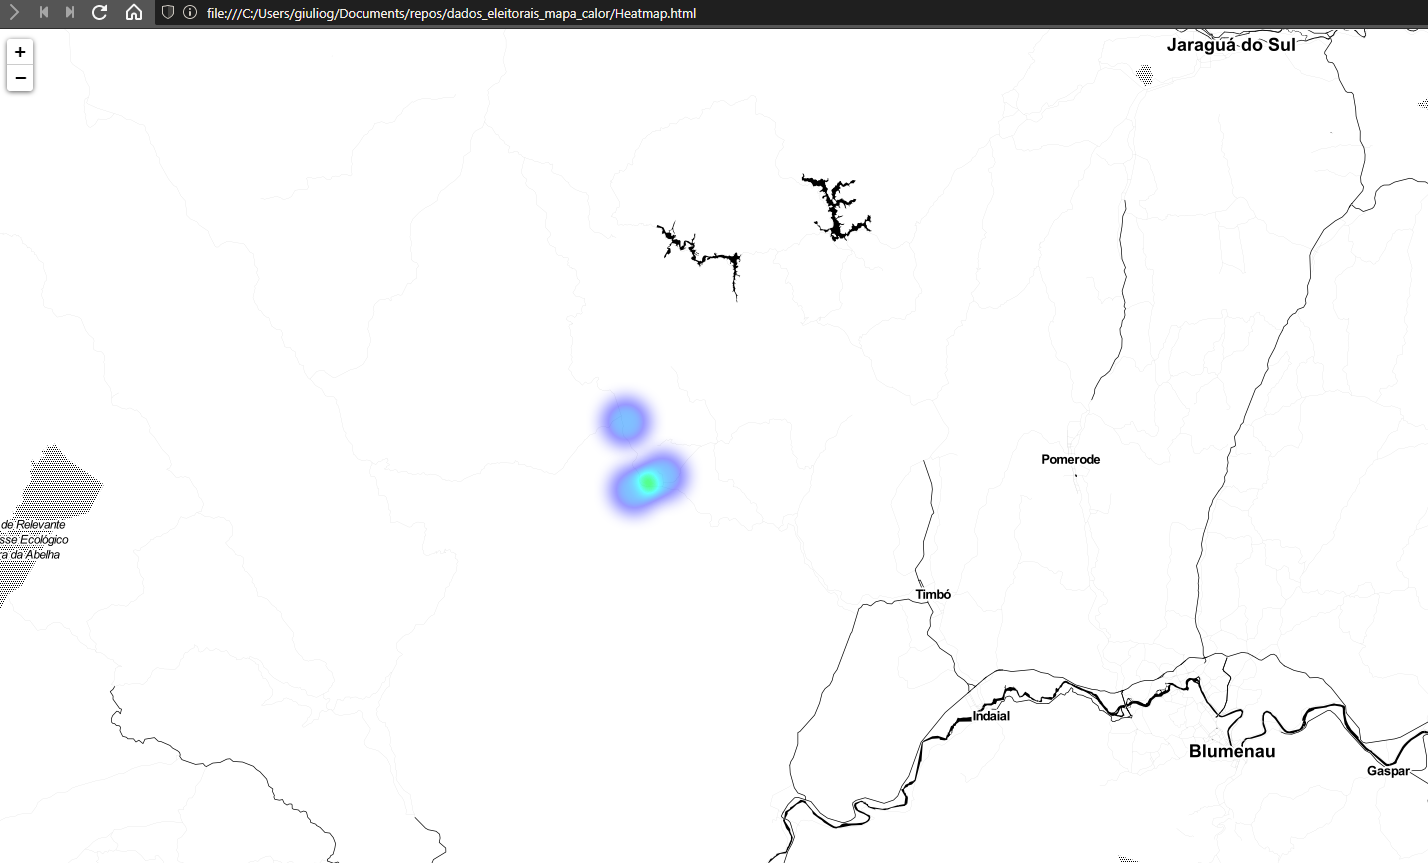 file:///C:/Users/giuliog/Documents/repos/dados_eleitorais_mapa_calor/Heatmap.html
+
−
Jaraguá do Sul
Pomerode
de Relevante
sse Ecológico
ra da Abelha
Timbó
Indaial
Blumenau
Gaspar